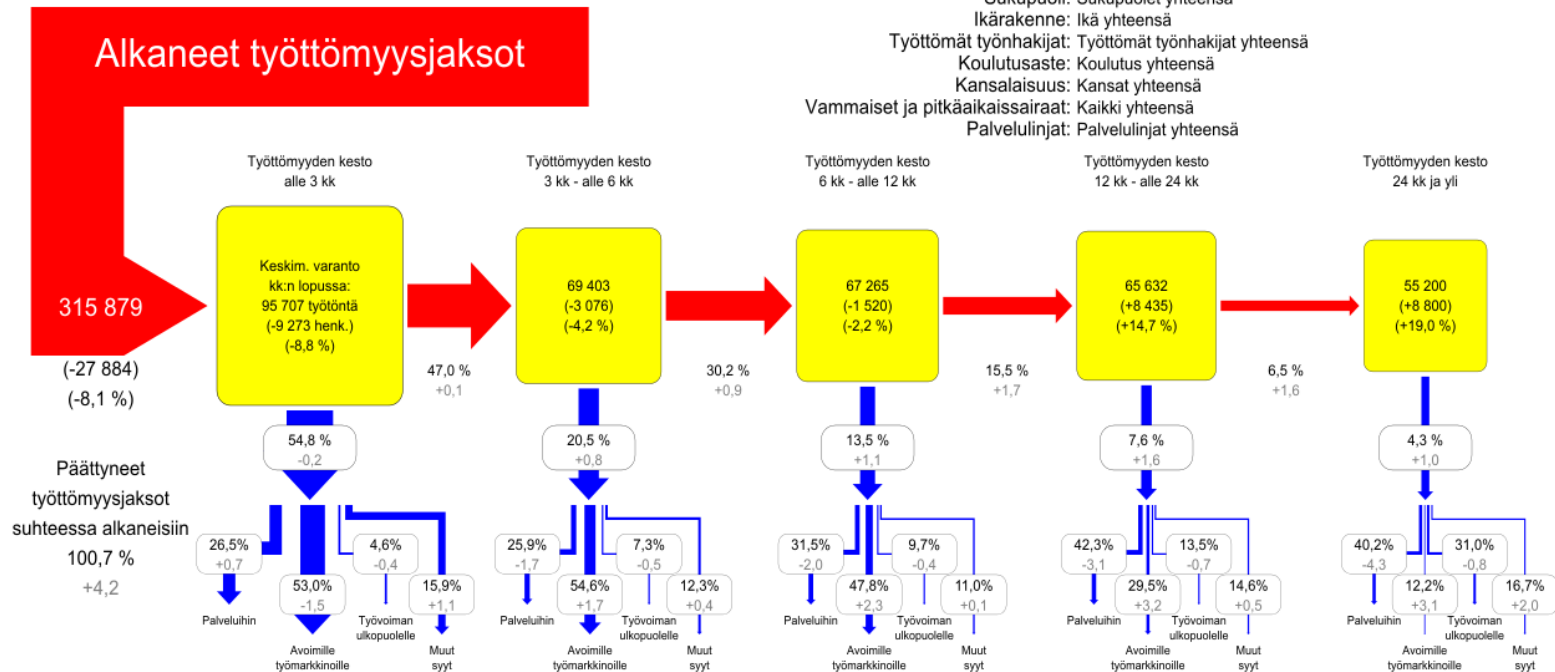 Sukupuoli: Sukupuolet yhteensä
Ikärakenne: Ikä yhteensä
Työttömät työnhakijat: Työttömät työnhakijat yhteensä
Koulutusaste: Koulutus yhteensä
Kansalaisuus: Kansat yhteensä
Vammaiset ja pitkäaikaissairaat: Kaikki yhteensä
Palvelulinjat: Palvelulinjat yhteensä
Alkaneet työttömyysjaksot
315 879
(-27 884)
(-8,1 %)
Työttömyyden kesto
alle 3 kk
Työttömyyden kesto
3 kk - alle 6 kk
Työttömyyden kesto
6 kk - alle 12 kk
Työttömyyden kesto
12 kk - alle 24 kk
Työttömyyden kesto
24 kk ja yli
Keskim. varanto
kk:n lopussa:
95 707 työtöntä
(-9 273 henk.)
(-8,8 %)
47,0 %
+0,1
69 403
(-3 076)
(-4,2 %)
30,2 %
+0,9
67 265
(-1 520)
(-2,2 %)
15,5 %
+1,7
65 632
(+8 435)
(+14,7 %)
6,5 %
+1,6
55 200
(+8 800)
(+19,0 %)
Päättyneet
työttömyysjaksot
suhteessa alkaneisiin
100,7 %
+4,2
54,8 %
-0,2
26,5%
+0,7
Palveluihin
53,0%
-1,5
Avoimille
työmarkkinoille
4,6%
-0,4
Työvoiman
ulkopuolelle
15,9%
+1,1
Muut
syyt
20,5 %
+0,8
25,9%
-1,7
Palveluihin
54,6%
+1,7
Avoimille
työmarkkinoille
7,3%
-0,5
Työvoiman
ulkopuolelle
12,3%
+0,4
Muut
syyt
13,5 %
+1,1
31,5%
-2,0
Palveluihin
47,8%
+2,3
Avoimille
työmarkkinoille
9,7%
-0,4
Työvoiman
ulkopuolelle
11,0%
+0,1
Muut
syyt
7,6 %
+1,6
42,3%
-3,1
Palveluihin
29,5%
+3,2
Avoimille
työmarkkinoille
13,5%
-0,7
Työvoiman
ulkopuolelle
14,6%
+0,5
Muut
syyt
4,3 %
+1,0
40,2%
-4,3
Palveluihin
12,2%
+3,1
Avoimille
työmarkkinoille
31,0%
-0,8
Työvoiman
ulkopuolelle
16,7%
+2,0
Muut
syyt